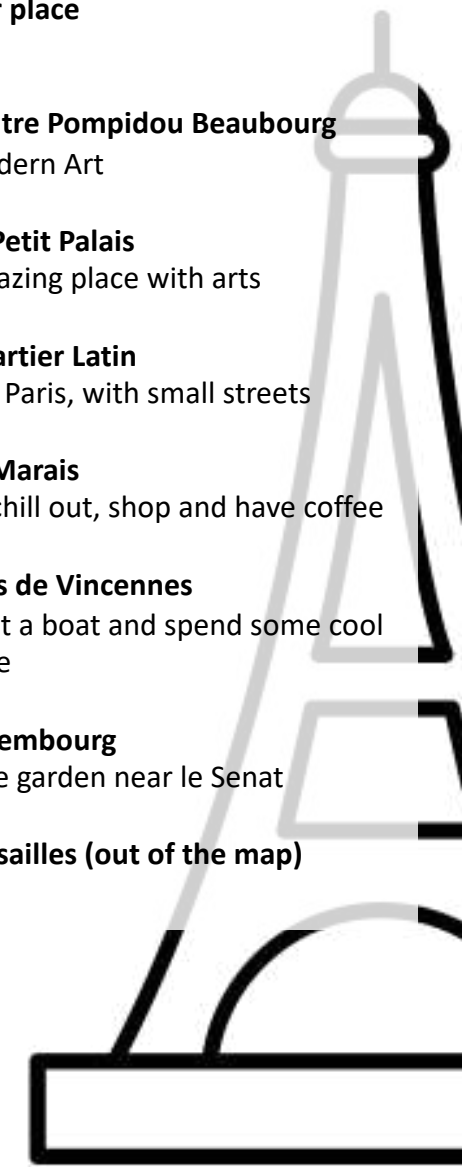 place
tre Pompidou Beaubourg
dern Art
Petit Palais
azing place with arts
artier Latin
Paris, with small streets
Marais
chill out, shop and have coffee
s de Vincennes
t a boat and spend some cool
e
embourg
e garden near le Senat
sailles (out of the map)